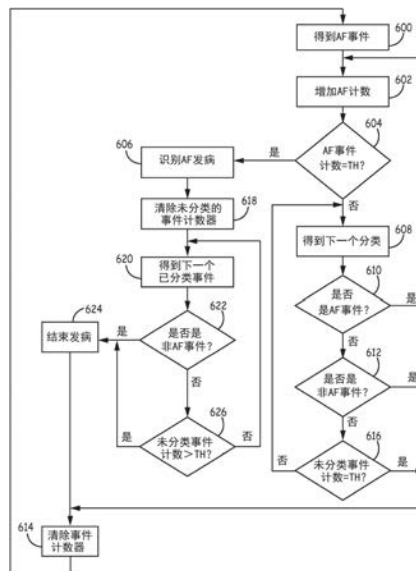 得到AF事件
600
增加AF计数
602
604
AF事件
计数=TH?
是
否
606
识别AF发病
清除未分类的
事件计数器
618
得到下一个分类
608
620
得到下一个
已分类事件
610
是否
是AF事件?
是
否
624
结束发病
是
622
是否是
非AF事件?
否
612
是否是
非AF事件?
是
否
626
未分类事件
计数>TH?
是
否
616
未分类事件
计数=TH?
否
是
614
清除事件
计数器